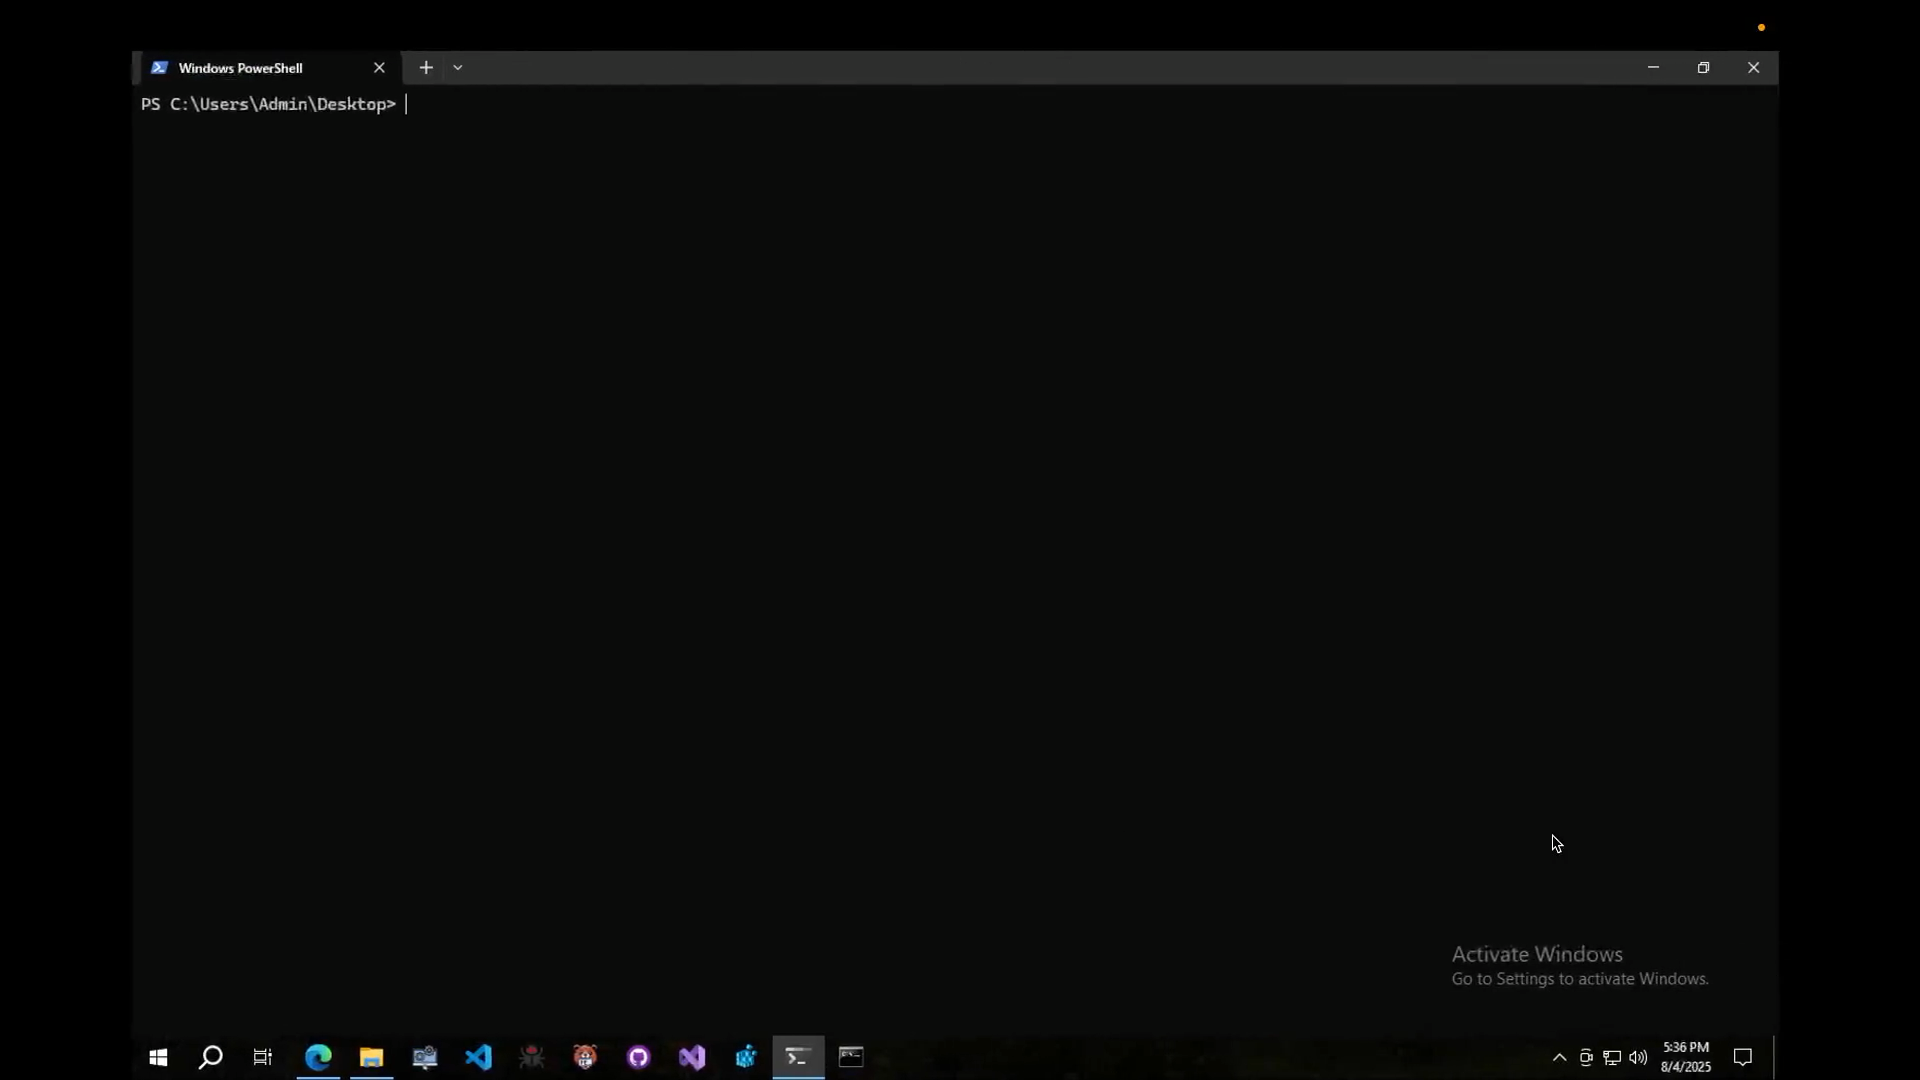 Windows PowerShell
PS C:\Users\Admin\Desktop>
Activate Windows
Go to Settings to activate Windows.
5:36 PM
8/4/2025